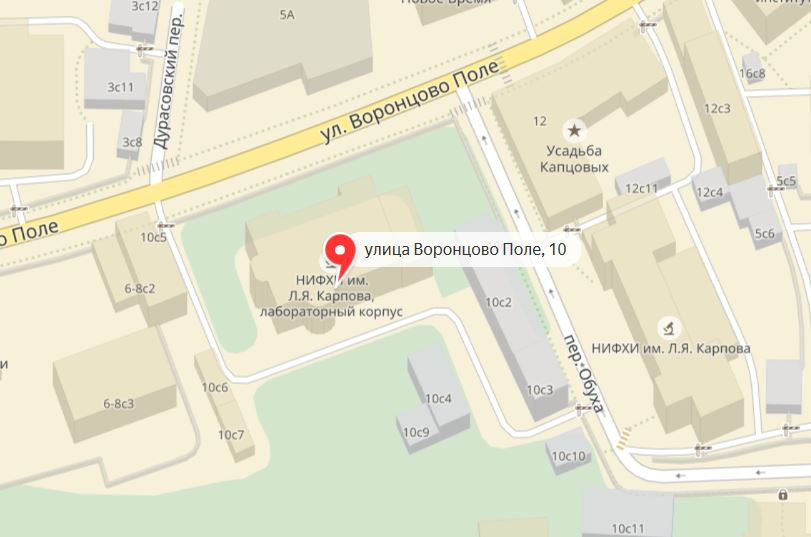 3с12
5А
Новое Время
Дурасовский пер.
3с11
ул. Воронцово Поле
16с8
12с3
12
3с8
Усадьба
Капцовых
12с11
12с4
5с5
5с6
о Поле
10с5
улица Воронцово Поле, 10
НИФХИ им.
Л.Я. Карпова,
лабораторный корпус
6-8с2
10с2
пер. Обуха
НИФХИ им. Л.Я. Карпова
и
10с6
10с3
10с4
6-8с3
10с7
10с9
10с10
10с11